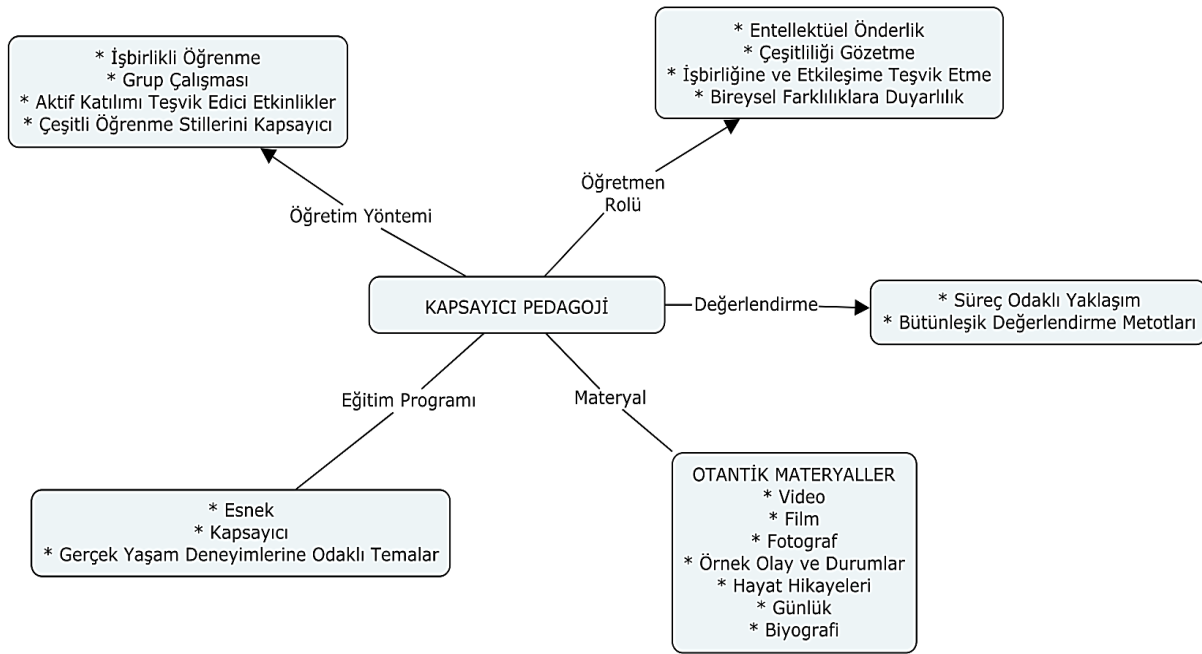 * İşbirlikli Öğrenme
* Grup Çalışması
* Aktif Katılımı Teşvik Edici Etkinlikler
* Çeşitli Öğrenme Stillerini Kapsayıcı
* Entellektüel Önderlik
* Çeşitliliği Gözetme
* İşbirliğine ve Etkileşime Teşvik Etme
* Bireysel Farklılıklara Duyarlılık
Öğretim Yöntemi
Öğretmen
Rolü
KAPSAYICI PEDAGOJİ
Değerlendirme
* Süreç Odaklı Yaklaşım
* Bütünleşik Değerlendirme Metotları
Eğitim Programı
Materyal
* Esnek
* Kapsayıcı
* Gerçek Yaşam Deneyimlerine Odaklı Temalar
OTANTİK MATERYALLER
* Video
* Film
* Fotograf
* Örnek Olay ve Durumlar
* Hayat Hikayeleri
* Günlük
* Biyografi